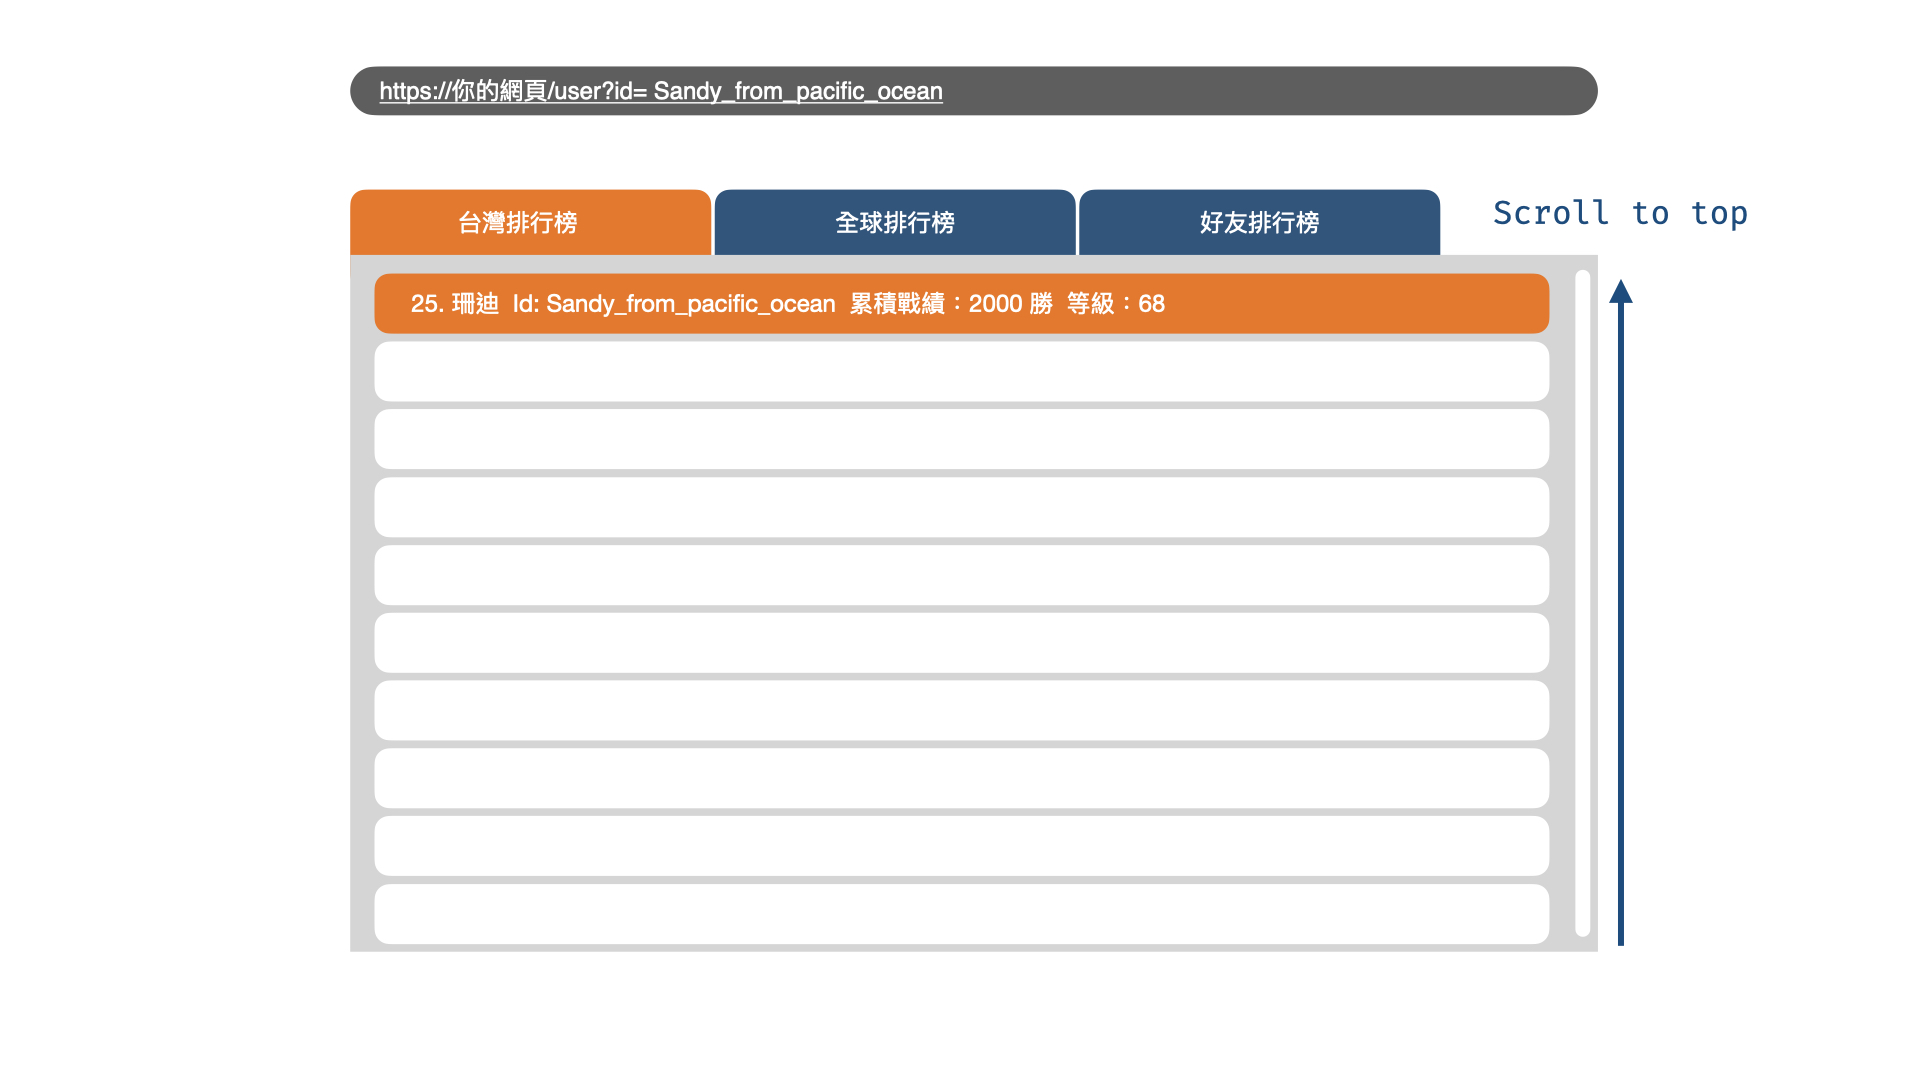 https://你的網頁/user?id= Sandy_from_pacific_ocean
台灣排行榜
全球排行榜
好友排行榜
Scroll to top
25. 珊迪 Id: Sandy_from_pacific_ocean 累積戰績：2000 勝 等級：68